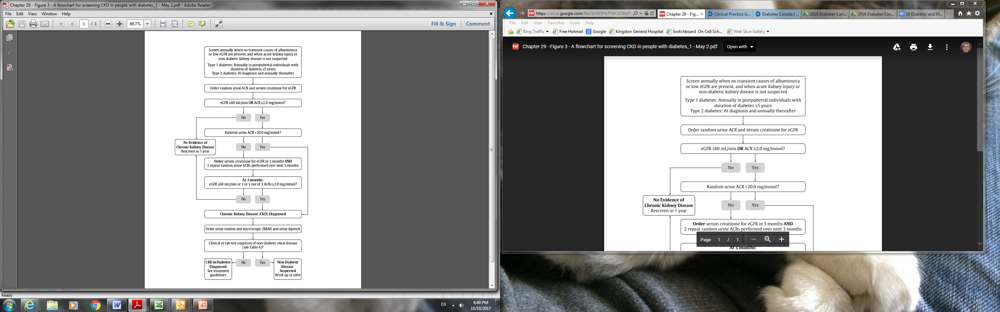 Chapter 29 - Figure 3 - A flowchart for screening CKD in people with diabetes_1 - May 2.pdf - Adobe Reader
File Edit View Window Help
1 / 1 66.7% Fill & Sign Comment
Screen annually when no transient causes of albuminuria
or low eGFR are present, and when acute kidney injury or
non-diabetic kidney disease is not suspected
Type 1 diabetes: Annually in postpubertal individuals with
duration of diabetes ≥5 years
Type 2 diabetes: At diagnosis and annually thereafter
Order random urine ACR and serum creatinine for eGFR
eGFR ≤60 mL/min OR ACR ≥2.0 mg/mmol?
No Yes
Random urine ACR >20.0 mg/mmol?
No Evidence of
Chronic Kidney Disease
Rescreen in 1 year
No Yes
Order serum creatinine for eGFR in 3 months AND
2 repeat random urine ACRs performed over next 3 months
At 3 months:
eGFR ≤60 mL/min or 2 or 3 out of 3 ACRs ≥2.0 mg/mmol?
No Yes
Chronic Kidney Disease (CKD) Diagnosed
Order urine routine and microscopic (R&M) and urine dipstick
Clinical or lab test suspicion of non-diabetic renal disease
(see Table 4)?
No Yes
CKD in Diabetes
Diagnosed
See treatment
guidelines
Non-Diabetic
Disease
Suspected
Work up or refer
Ready
EN
6:40 PM
10/10/2017
Chapter 29 - Fig... Clinical Practice G... Diabetes Canada | ... 2018 Diabetes Can... 2018 Diabetes Can... 18 Diabetes and M...
File Edit View Favorites Tools Help
Bing Traffic Free Hotmail Google Kingston General Hospital Switchboard On Call Sch... Web Slice Gallery
PDF Chapter 29 - Figure 3 - A flowchart for screening CKD in people with diabetes_1 - May 2.pdf Open with
Screen annually when no transient causes of albuminuria
or low eGFR are present, and when acute kidney injury or
non-diabetic kidney disease is not suspected
Type 1 diabetes: Annually in postpubertal individuals with
duration of diabetes ≥5 years
Type 2 diabetes: At diagnosis and annually thereafter
Order random urine ACR and serum creatinine for eGFR
eGFR ≤60 mL/min OR ACR ≥2.0 mg/mmol?
No Yes
Random urine ACR >20.0 mg/mmol?
No Evidence of
Chronic Kidney Disease
Rescreen in 1 year
No Yes
Order serum creatinine for eGFR in 3 months AND
2 repeat random urine ACRs performed over next 3 months
Page 1 / 1
At 3 months: